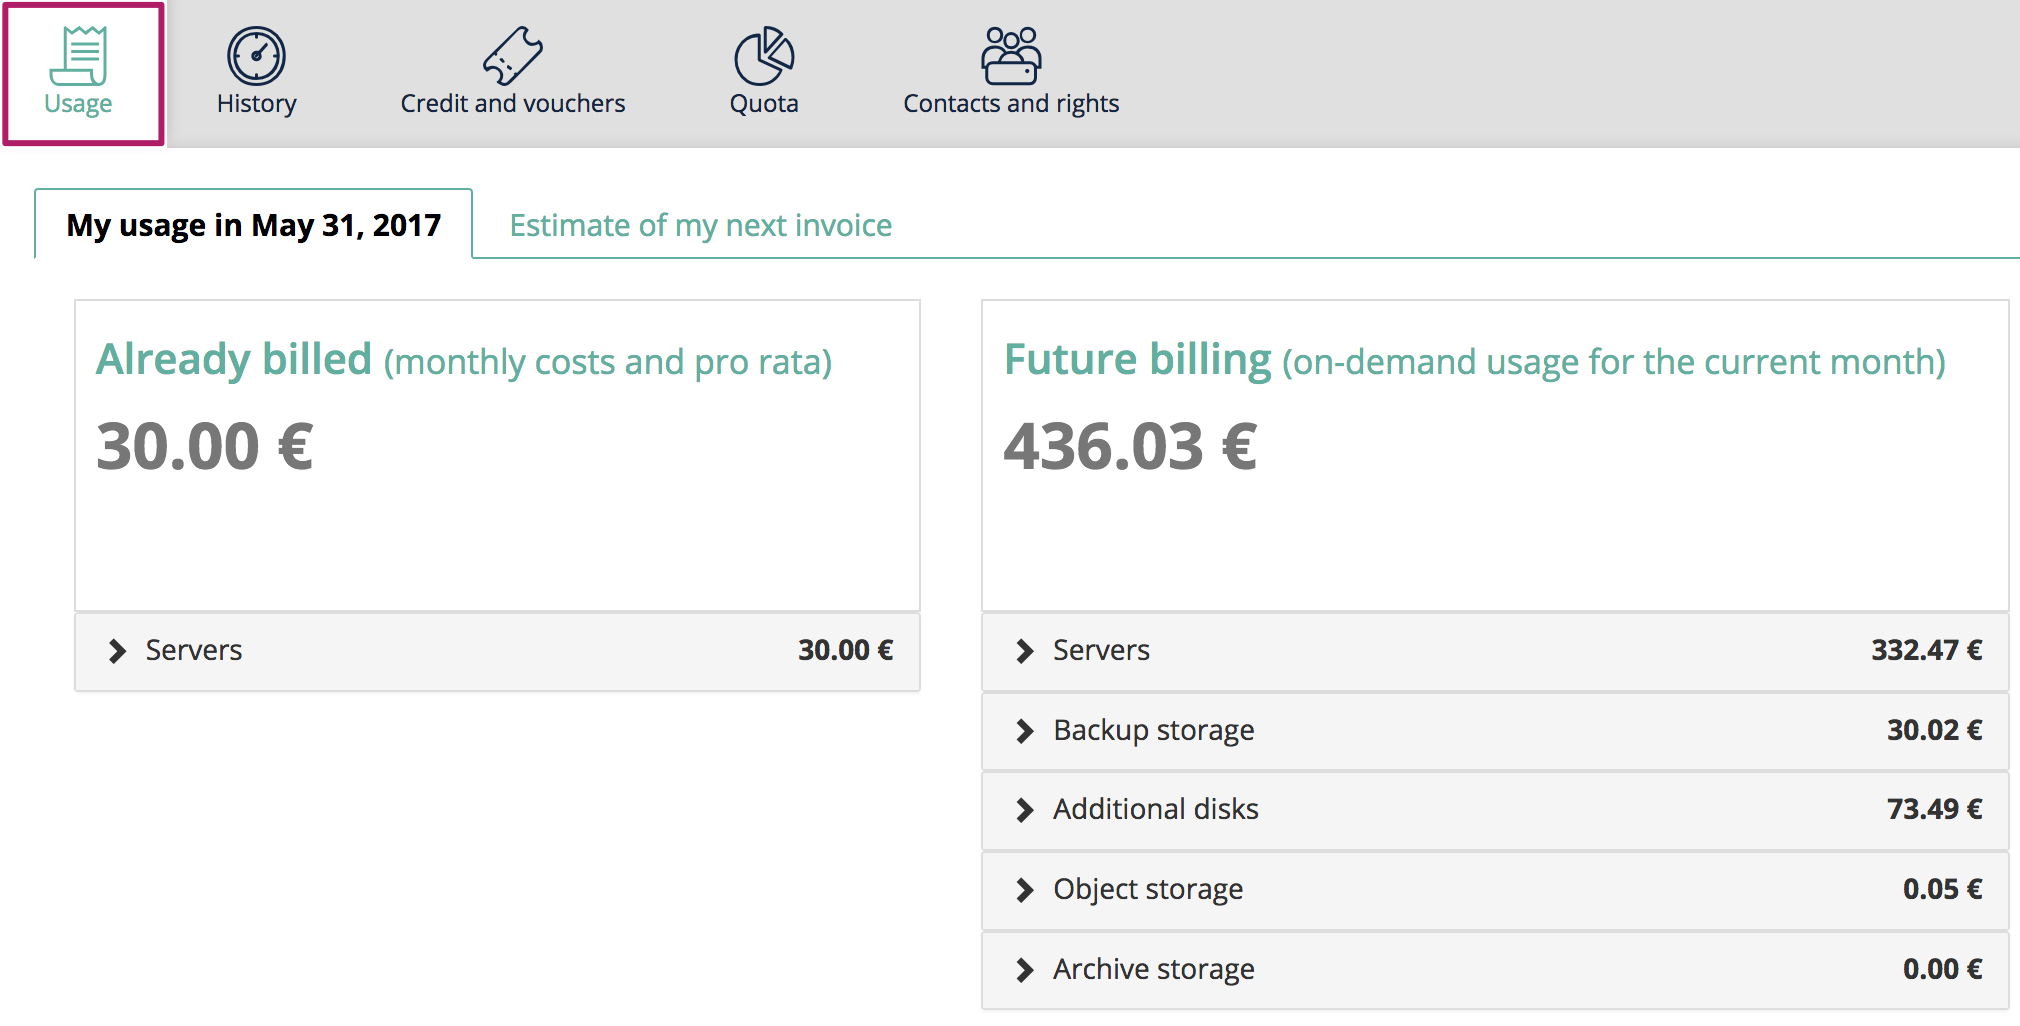 Usage
History
Credit and vouchers
Quota
Contacts and rights
My usage in May 31, 2017
Estimate of my next invoice
Already billed (monthly costs and pro rata)
30.00 €
Servers 30.00 €
Future billing (on-demand usage for the current month)
436.03 €
Servers 332.47 €
Backup storage 30.02 €
Additional disks 73.49 €
Object storage 0.05 €
Archive storage 0.00 €